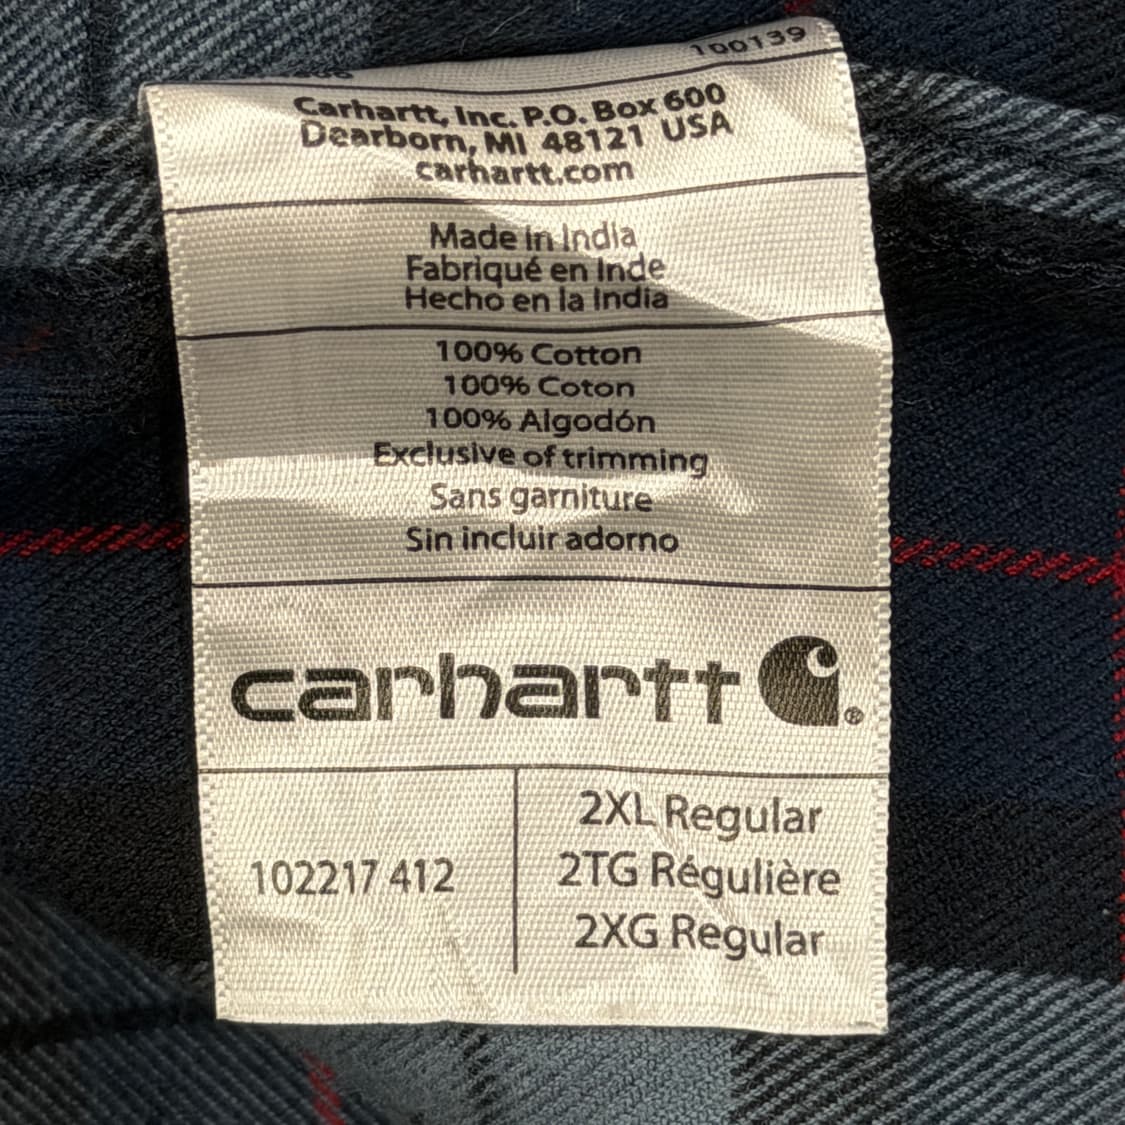 100139
Carhartt, Inc. P.O. Box 600
Dearborn, MI 48121 USA
carhartt.com
Made in India
Fabriqué en Inde
Hecho en la India
100% Cotton
100% Coton
100% Algodón
Exclusive of trimming
Sans garniture
Sin incluir adorno
carhartt ®
102217 412
2XL Regular
2TG Régulière
2XG Regular